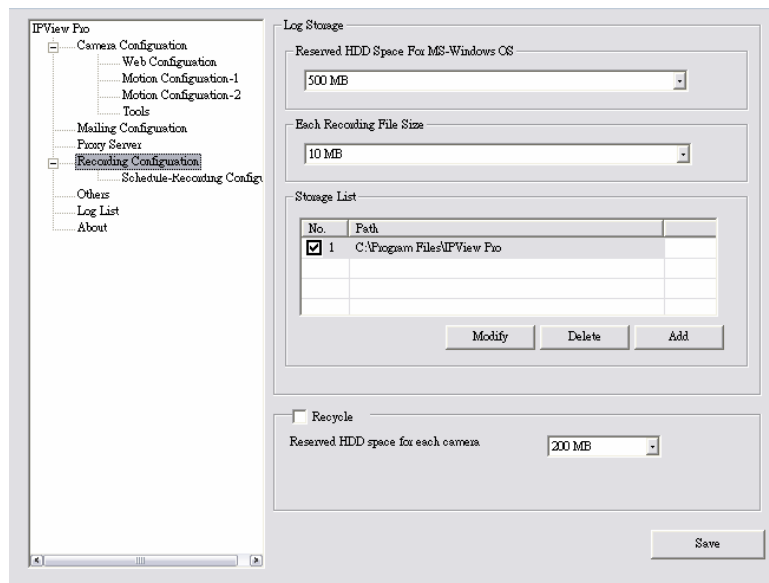 IPView Pro
Camera Configuration
Web Configuration
Motion Configuration-1
Motion Configuration-2
Tools
Mailing Configuration
Proxy Server
Recording Configuration
Schedule-Recording Configu
Others
Log List
About
Log Storage
Reserved HDD Space For MS-Windows OS
500 MB
Each Recording File Size
10 MB
Storage List
No. Path
1 C:\Program Files\IPView Pro
Modify Delete Add
Recycle
Reserved HDD space for each camera 200 MB
Save